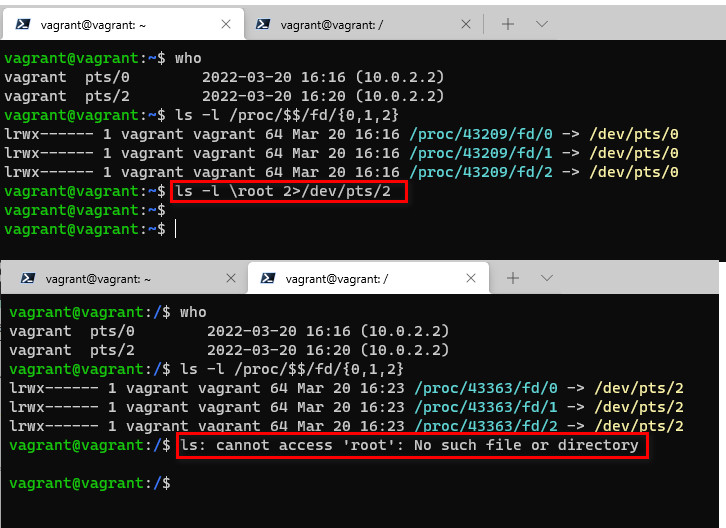 vagrant@vagrant: ~ vagrant@vagrant: /
vagrant@vagrant:~$ who
vagrant  pts/0        2022-03-20 16:16 (10.0.2.2)
vagrant  pts/2        2022-03-20 16:20 (10.0.2.2)
vagrant@vagrant:~$ ls -l /proc/$$/fd/{0,1,2}
lrwx------ 1 vagrant vagrant 64 Mar 20 16:16 /proc/43209/fd/0 -> /dev/pts/0
lrwx------ 1 vagrant vagrant 64 Mar 20 16:16 /proc/43209/fd/1 -> /dev/pts/0
lrwx------ 1 vagrant vagrant 64 Mar 20 16:16 /proc/43209/fd/2 -> /dev/pts/0
vagrant@vagrant:~$ ls -l \root 2>/dev/pts/2
vagrant@vagrant:~$
vagrant@vagrant:~$
vagrant@vagrant: ~ vagrant@vagrant: /
vagrant@vagrant:/$ who
vagrant  pts/0        2022-03-20 16:16 (10.0.2.2)
vagrant  pts/2        2022-03-20 16:20 (10.0.2.2)
vagrant@vagrant:/$ ls -l /proc/$$/fd/{0,1,2}
lrwx------ 1 vagrant vagrant 64 Mar 20 16:23 /proc/43363/fd/0 -> /dev/pts/2
lrwx------ 1 vagrant vagrant 64 Mar 20 16:23 /proc/43363/fd/1 -> /dev/pts/2
lrwx------ 1 vagrant vagrant 64 Mar 20 16:23 /proc/43363/fd/2 -> /dev/pts/2
vagrant@vagrant:/$ ls: cannot access 'root': No such file or directory
vagrant@vagrant:/$